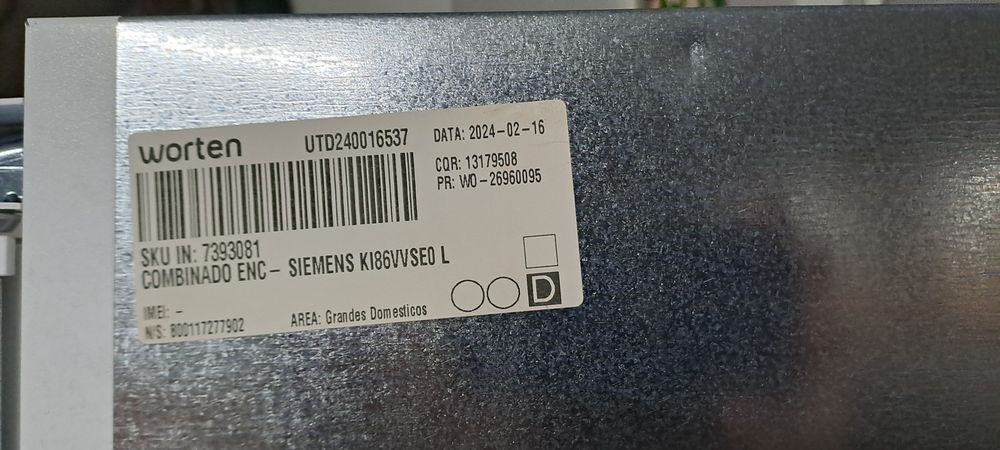 worten
UTD240016537
DATA: 2024-02-16
CQR: 13179508
PR: WO-26960095
SKU IN: 7393081
COMBINADO ENC- SIEMENS KI86VVSE0 L
IMEI: -
N/S: 800117277902
AREA: Grandes Domesticos
D